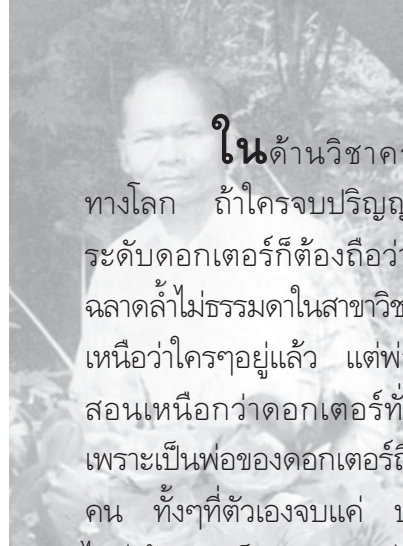 ในด้านวิชาคว
ทางโลก ถ้าใครจบปริญญ
ระดับดอกเตอร์ก็ต้องถือว่า
ฉลาดล้ำไม่ธรรมดาในสาขาวิช
เหนือว่าใครๆอยู่แล้ว แต่พ่
สอนเหนือกว่าดอกเตอร์ทั
เพราะเป็นพ่อของดอกเตอร์ถึ
คน ทั้งๆที่ตัวเองจบแค่ ป